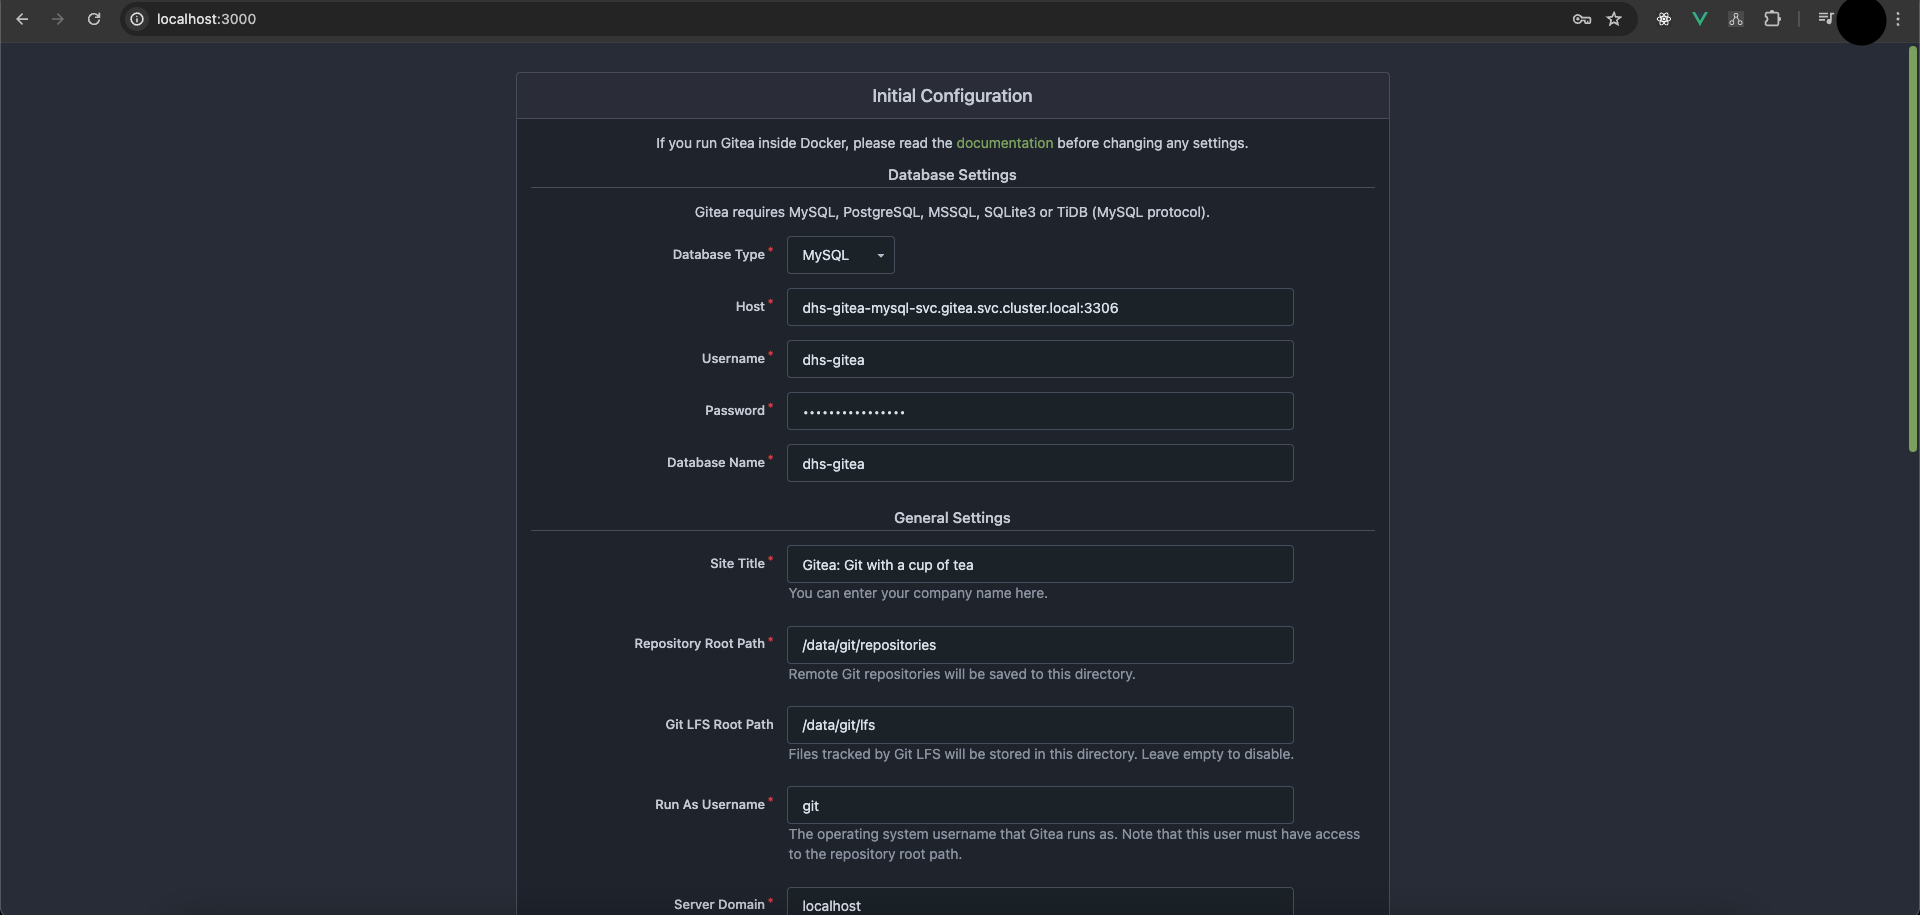 localhost:3000
Initial Configuration
If you run Gitea inside Docker, please read the documentation before changing any settings.
Database Settings
Gitea requires MySQL, PostgreSQL, MSSQL, SQLite3 or TiDB (MySQL protocol).
Database Type * MySQL
Host * dhs-gitea-mysql-svc.gitea.svc.cluster.local:3306
Username * dhs-gitea
Password * ••••••••••••••••
Database Name * dhs-gitea
General Settings
Site Title * Gitea: Git with a cup of tea
You can enter your company name here.
Repository Root Path * /data/git/repositories
Remote Git repositories will be saved to this directory.
Git LFS Root Path /data/git/lfs
Files tracked by Git LFS will be stored in this directory. Leave empty to disable.
Run As Username * git
The operating system username that Gitea runs as. Note that this user must have access
to the repository root path.
Server Domain * localhost